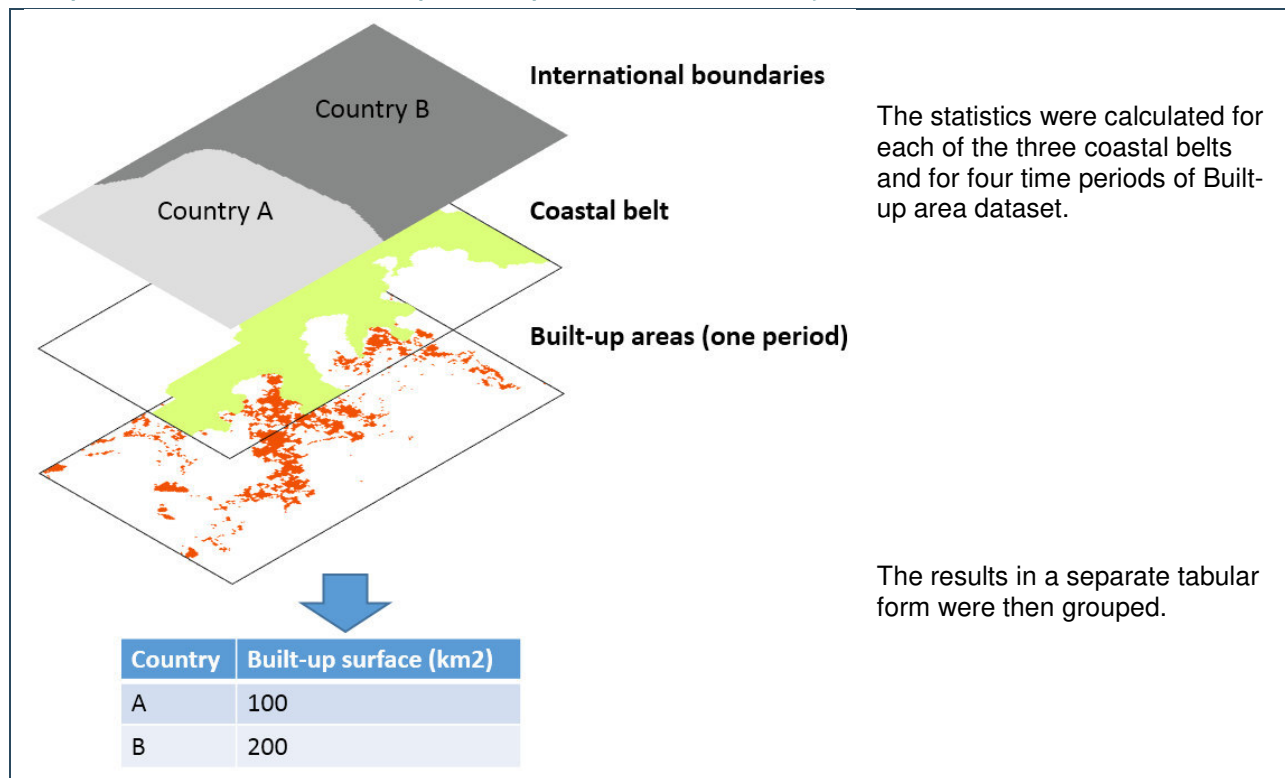 International boundaries
Country B
Country A
Coastal belt
Built-up areas (one period)
The statistics were calculated for
each of the three coastal belts
and for four time periods of Built-
up area dataset.
The results in a separate tabular
form were then grouped.
Country Built-up surface (km2)
A 100
B 200